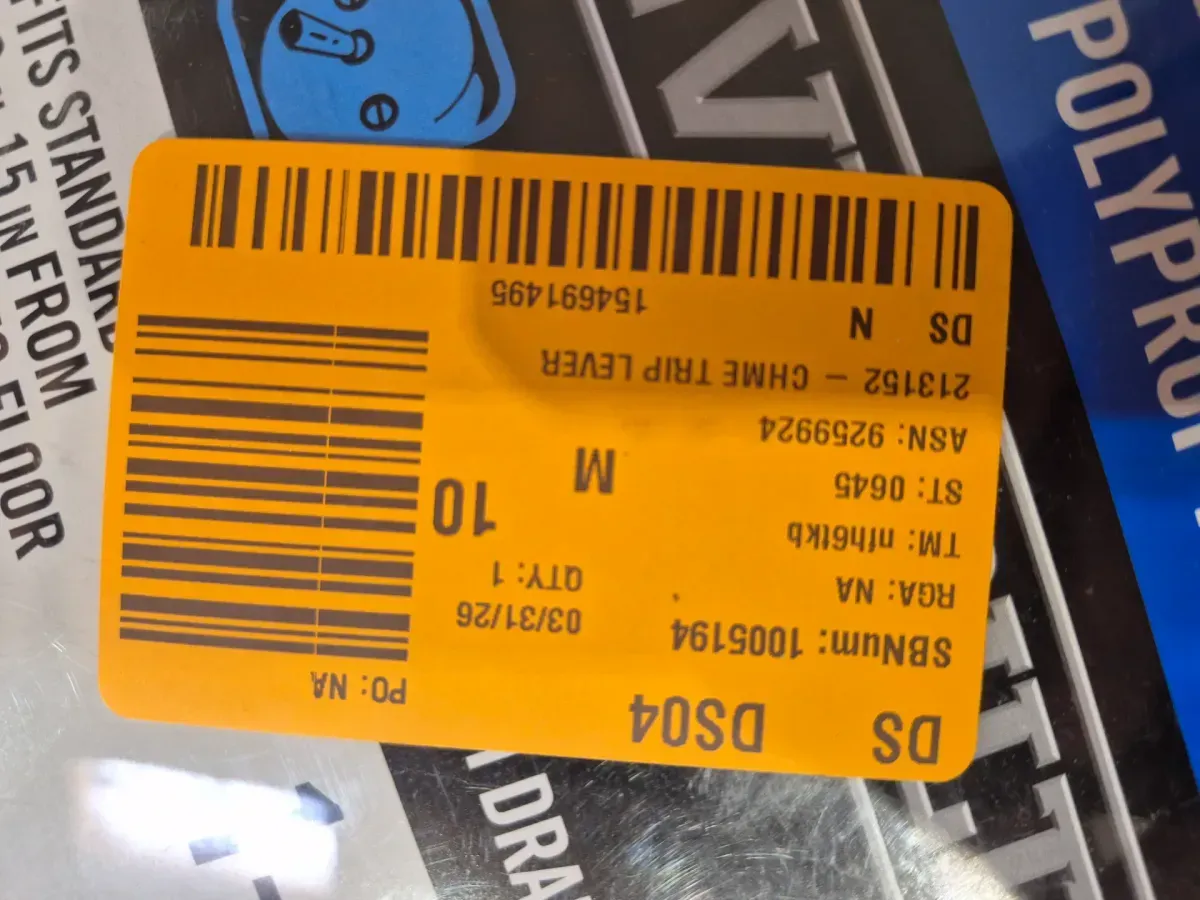 DS DS04
PO: NA
SBNum: 1005194
03/31/26
QTY: 1
RGA: NA
TM: nfh6tkb
10
ST: 0645
M
ASN: 9259924
213152 - CHME TRIP LEVER
DS N
154691495
FITS STANDARD
15 IN FROM
FLOOR
DRA
POLYPRO